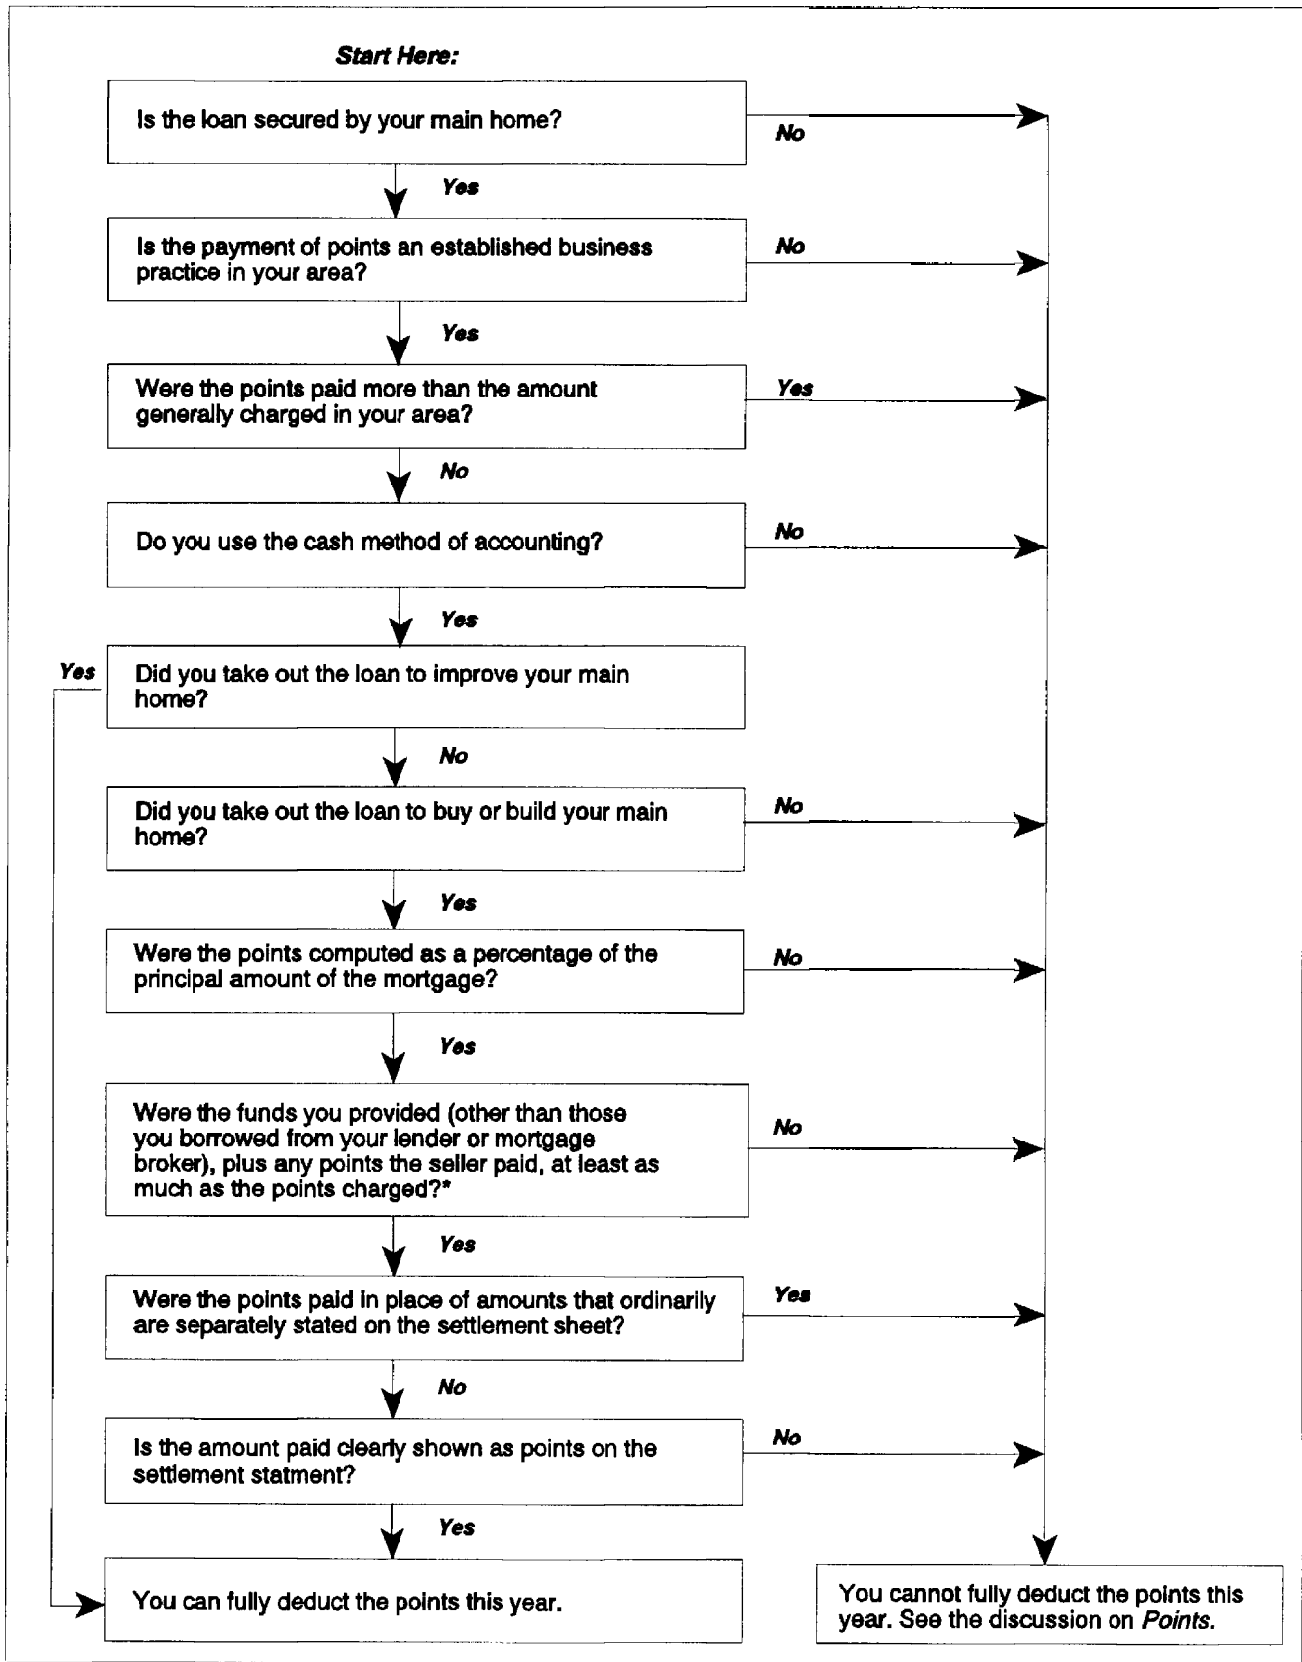 Start Here:
Is the loan secured by your main home?
No
Yes
Is the payment of points an established business
practice in your area?
No
Yes
Were the points paid more than the amount
generally charged in your area?
Yes
No
Do you use the cash method of accounting?
No
Yes
Yes
Did you take out the loan to improve your main
home?
No
Did you take out the loan to buy or build your main
home?
No
Yes
Were the points computed as a percentage of the
principal amount of the mortgage?
No
Yes
Were the funds you provided (other than those
you borrowed from your lender or mortgage
broker), plus any points the seller paid, at least as
much as the points charged?*
No
Yes
Were the points paid in place of amounts that ordinarily
are separately stated on the settlement sheet?
Yes
No
Is the amount paid clearly shown as points on the
settlement statment?
No
Yes
You can fully deduct the points this year.
You cannot fully deduct the points this
year. See the discussion on Points.